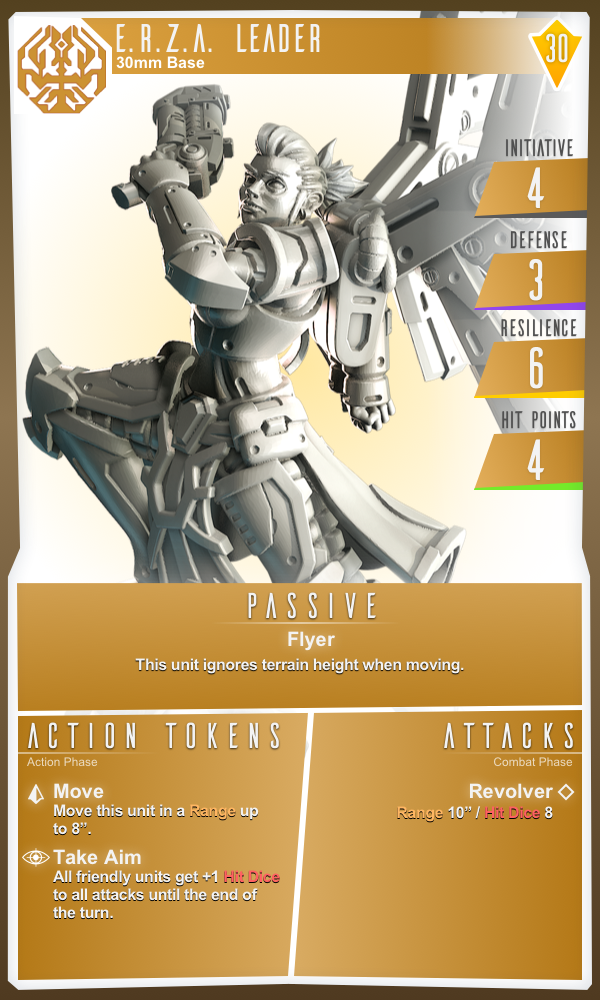 E.R.Z.A. LEADER
30mm Base
30
INITIATIVE
4
DEFENSE
3
RESILIENCE
6
HIT POINTS
4
PASSIVE
Flyer
This unit ignores terrain height when moving.
ACTION TOKENS
Action Phase
Move
Move this unit in a Range up
to 8”.
Take Aim
All friendly units get +1 Hit Dice
to all attacks until the end of
the turn.
ATTACKS
Combat Phase
Revolver
Range 10” / Hit Dice 8